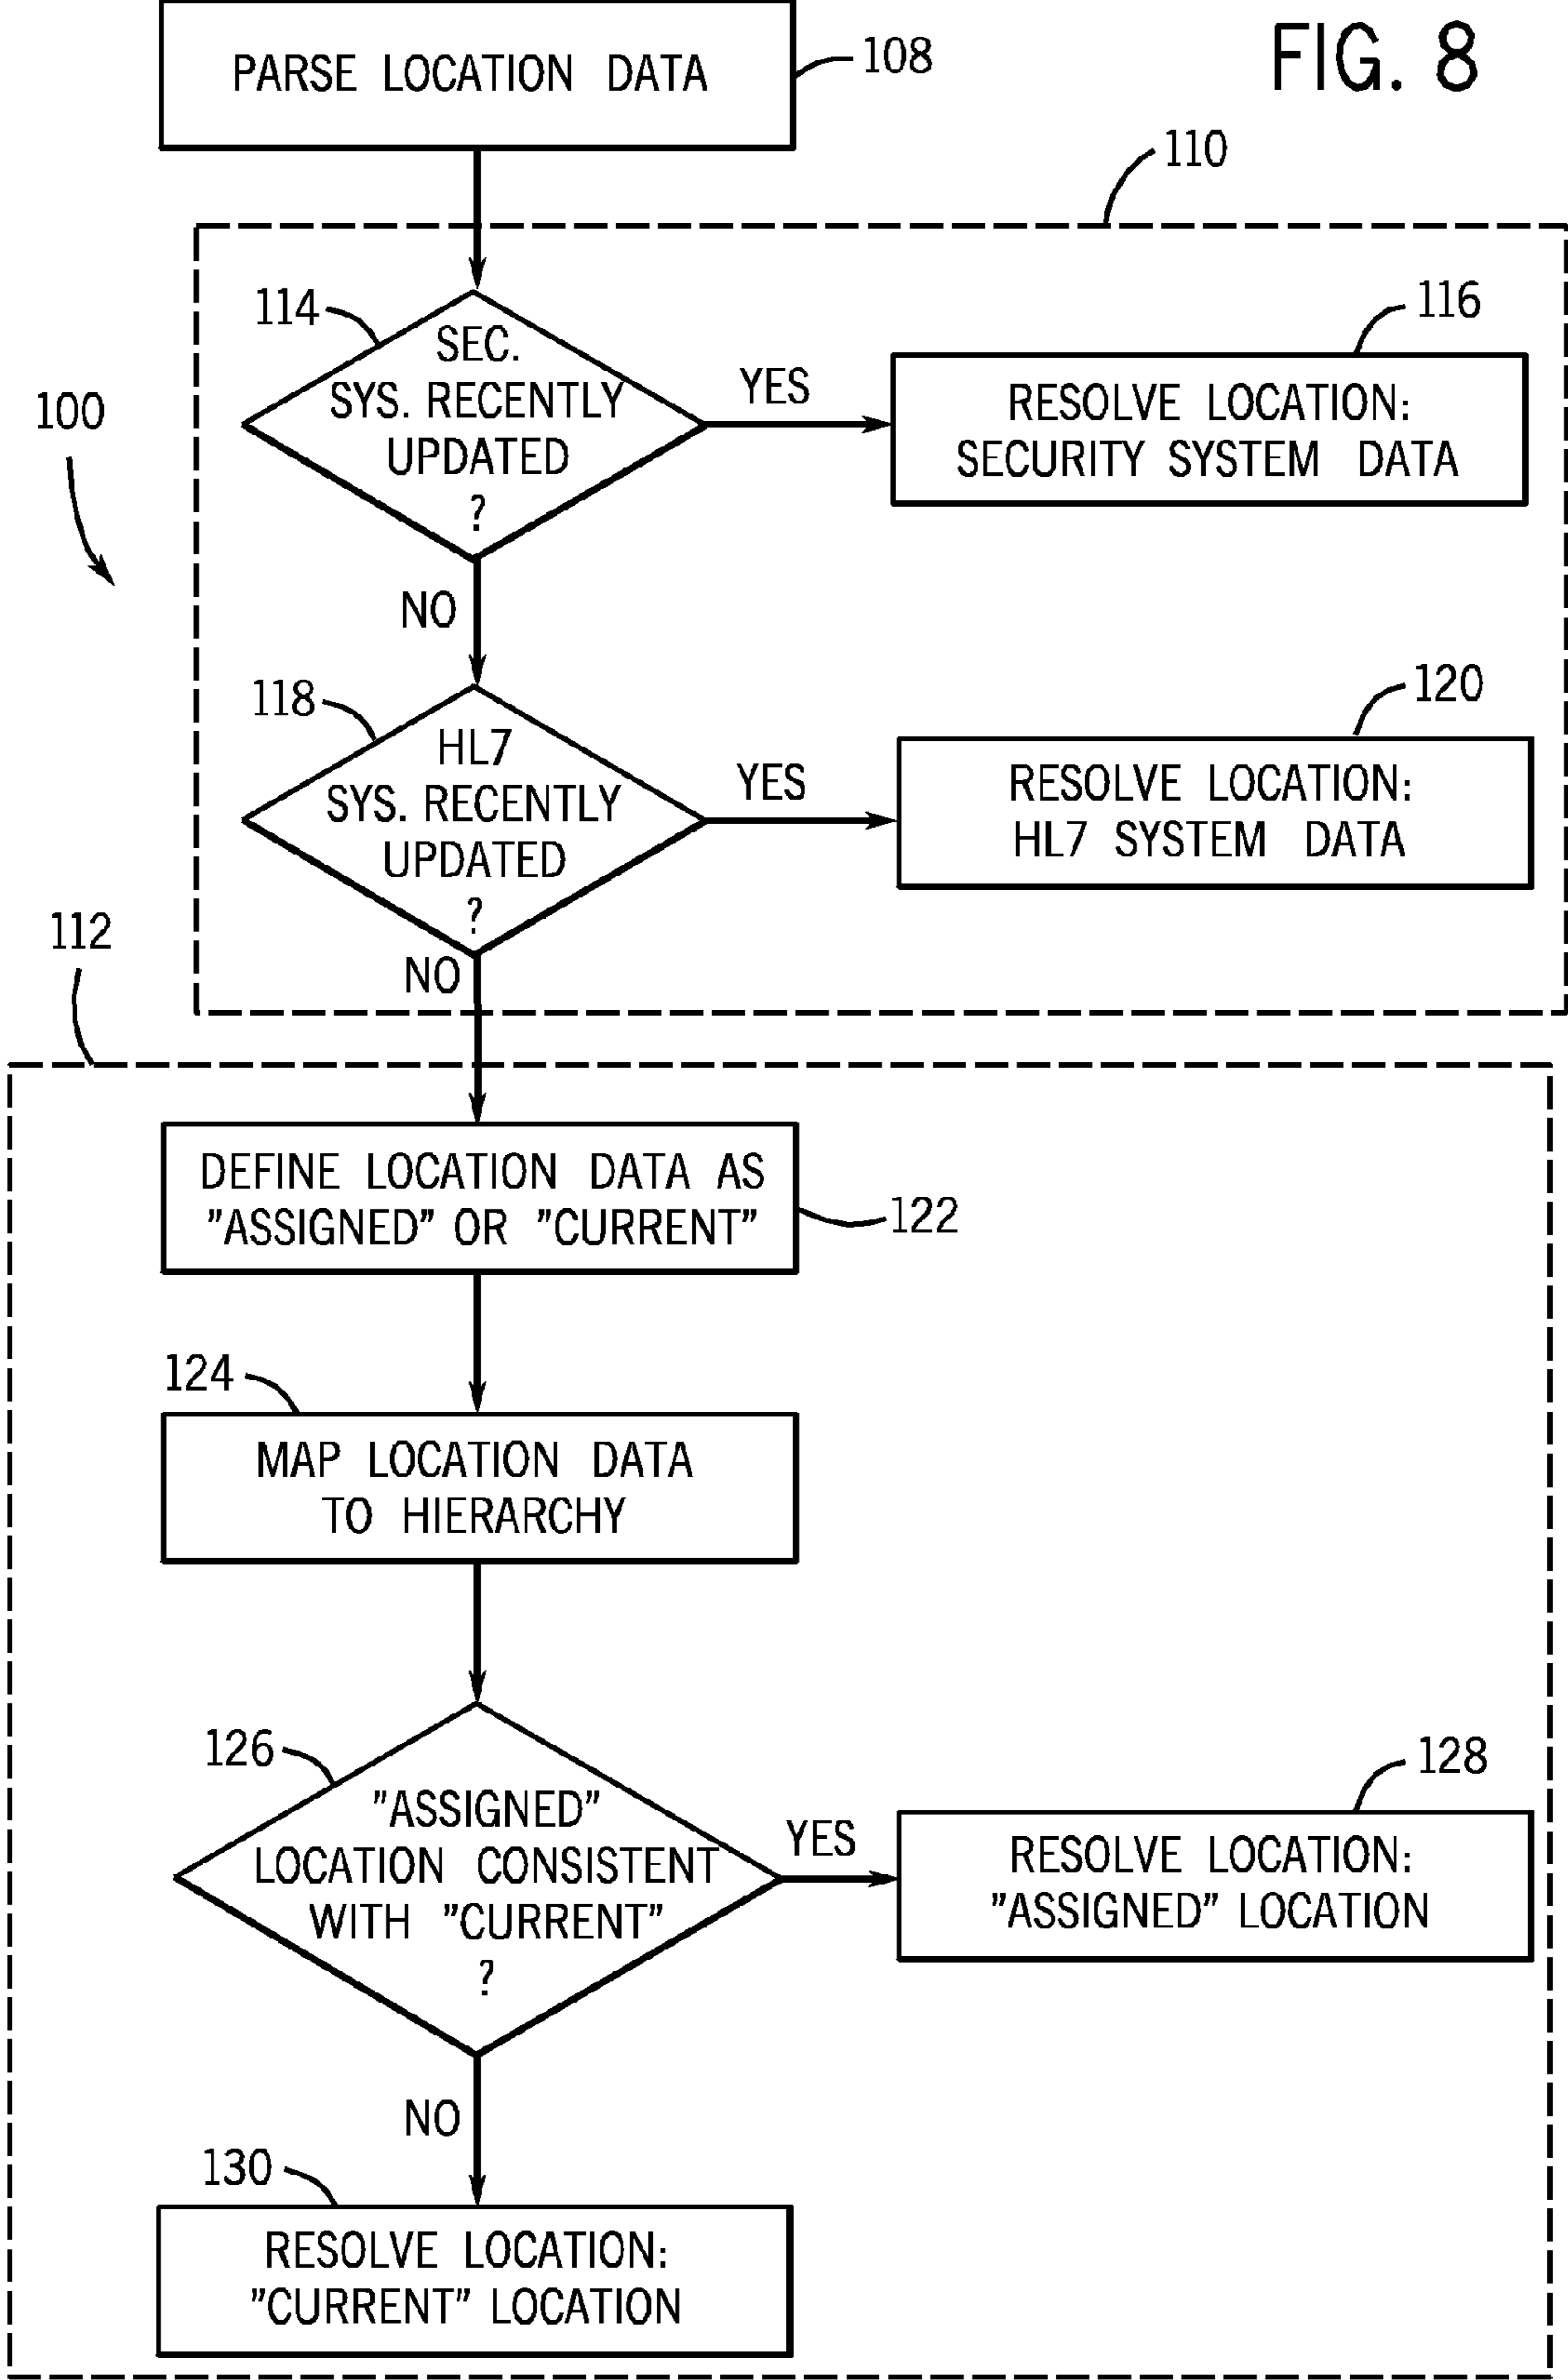 FIG. 8
PARSE LOCATION DATA
108
110
114
SEC.
SYS. RECENTLY
UPDATED
?
YES
116
RESOLVE LOCATION:
SECURITY SYSTEM DATA
100
NO
118
HL7
SYS. RECENTLY
UPDATED
?
YES
120
RESOLVE LOCATION:
HL7 SYSTEM DATA
NO
112
DEFINE LOCATION DATA AS
"ASSIGNED" OR "CURRENT"
122
124
MAP LOCATION DATA
TO HIERARCHY
126
"ASSIGNED"
LOCATION CONSISTENT
WITH "CURRENT"
?
YES
128
RESOLVE LOCATION:
"ASSIGNED" LOCATION
NO
130
RESOLVE LOCATION:
"CURRENT" LOCATION